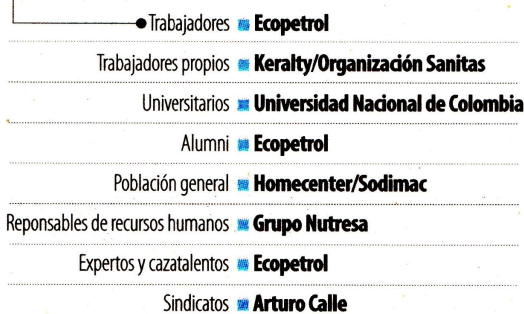 Trabajadores Ecopetrol
Trabajadores propios Keralty/Organización Sanitas
Universitarios Universidad Nacional de Colombia
Alumni Ecopetrol
Población general Homecenter/Sodimac
Reponsables de recursos humanos Grupo Nutresa
Expertos y cazatalentos Ecopetrol
Sindicatos Arturo Calle